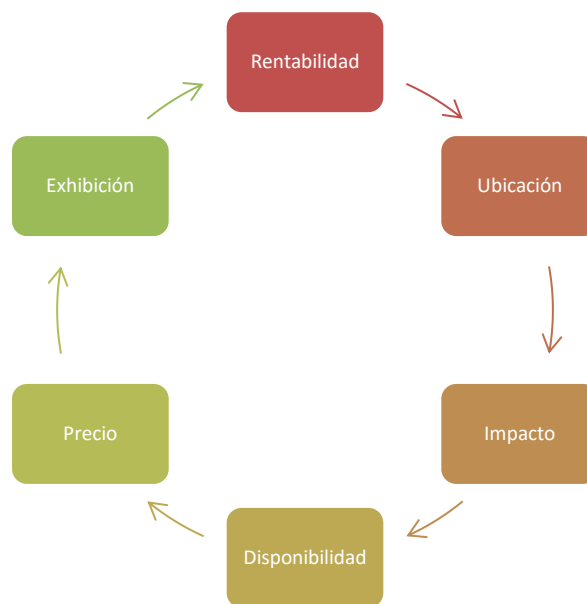 Rentabilidad
Ubicación
Impacto
Disponibilidad
Precio
Exhibición